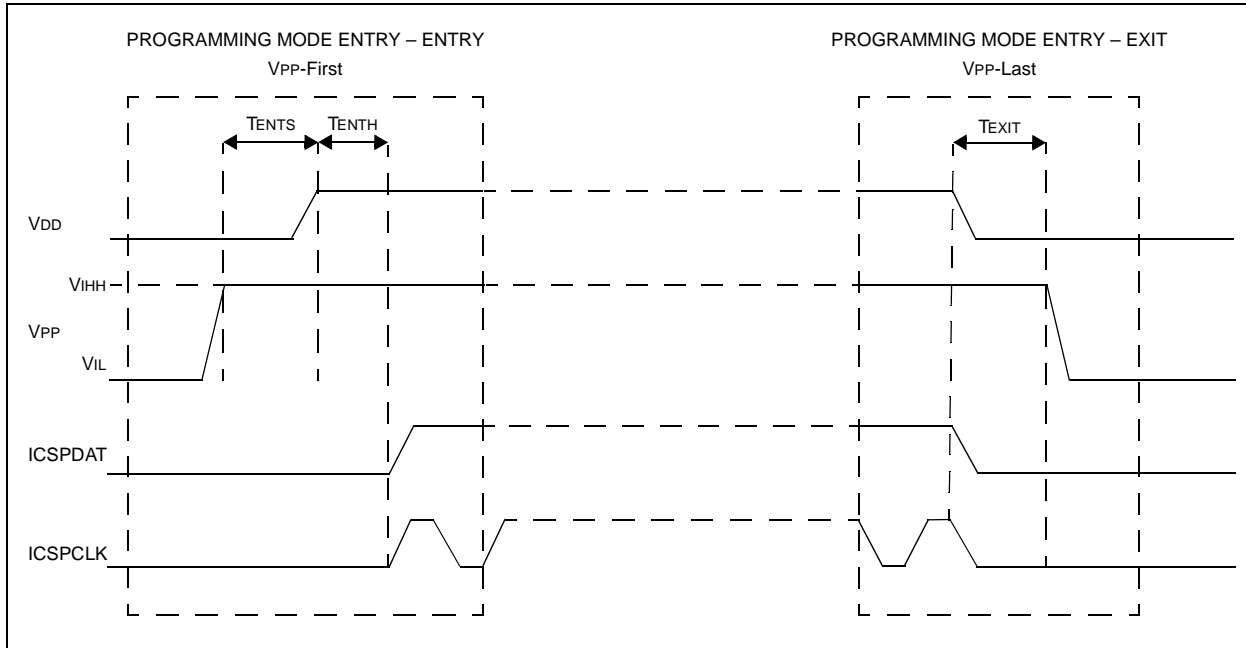 PROGRAMMING MODE ENTRY – ENTRY
VPP-First
PROGRAMMING MODE ENTRY – EXIT
VPP-Last
TENTS
TENTH
TEXIT
VDD
VIHH
VPP
VIL
ICSPDAT
ICSPCLK